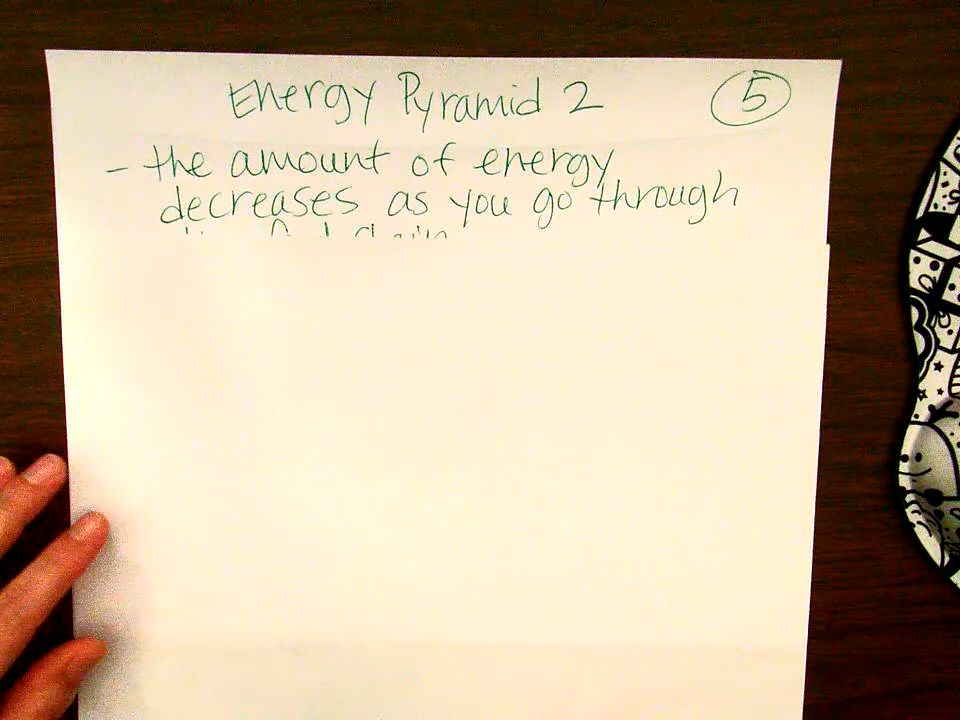 Energy Pyramid 2
5
- the amount of energy
decreases as you go through